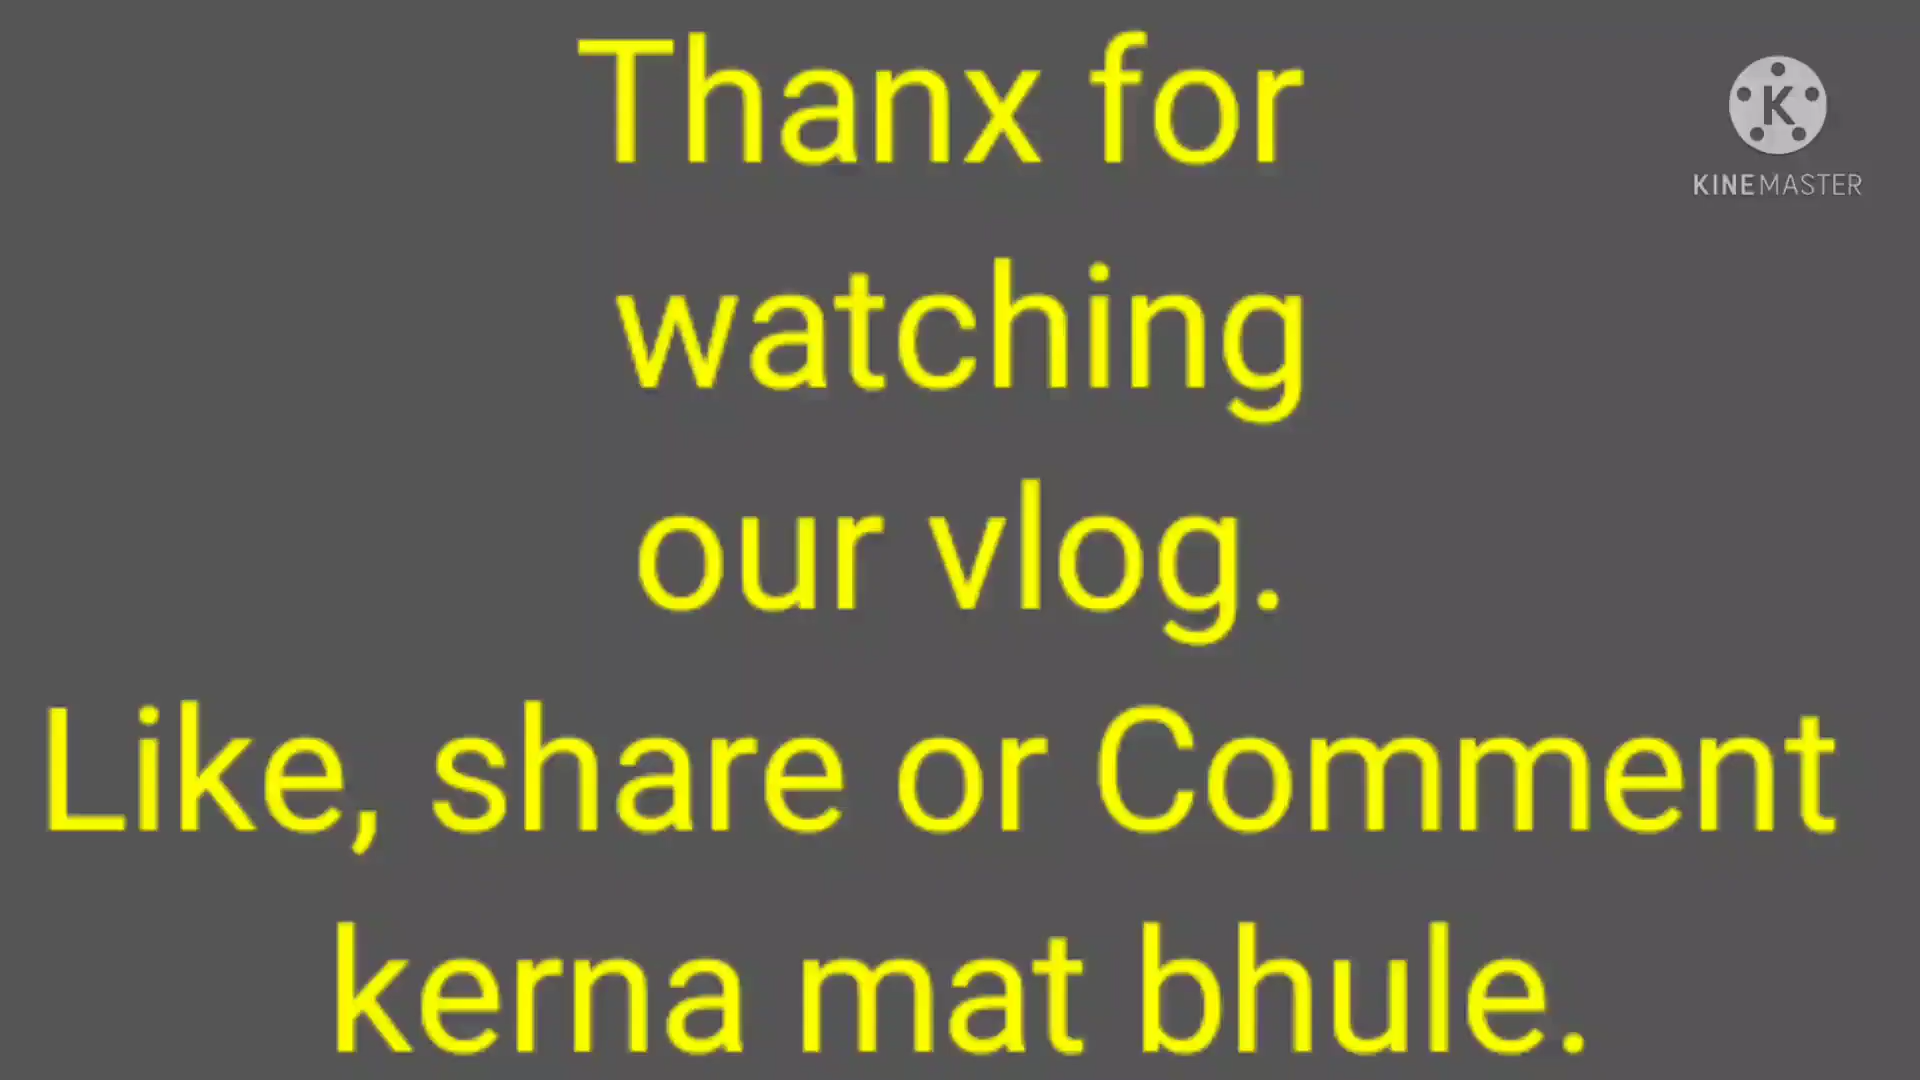 Thanx for
K
KINEMASTER
watching
our vlog.
Like, share or Comment
kerna mat bhule.